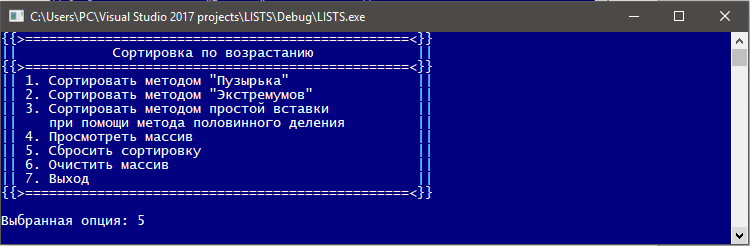 C:\Users\PC\Visual Studio 2017 projects\LISTS\Debug\LISTS.exe
{{>================================================<}}
|| Сортировка по возрастанию ||
{{>================================================<}}
|| 1. Сортировать методом "Пузырька" ||
|| 2. Сортировать методом "Экстремумов" ||
|| 3. Сортировать методом простой вставки ||
|| при помощи метода половинного деления ||
|| 4. Просмотреть массив ||
|| 5. Сбросить сортировку ||
|| 6. Очистить массив ||
|| 7. Выход ||
{{>================================================<}}
Выбранная опция: 5